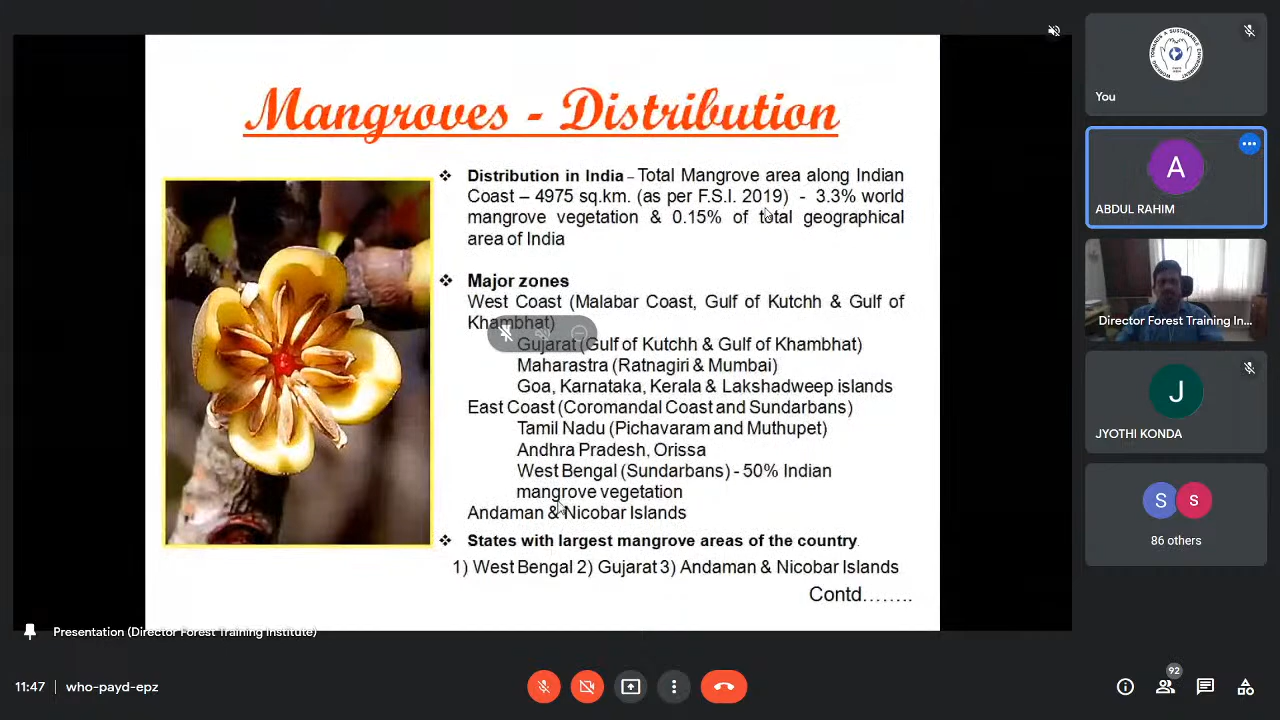 Mangroves - Distribution
❖ Distribution in India – Total Mangrove area along Indian
Coast – 4975 sq.km. (as per F.S.I. 2019) - 3.3% world
mangrove vegetation & 0.15% of total geographical
area of India
❖ Major zones
West Coast (Malabar Coast, Gulf of Kutchh & Gulf of
Khambhat)
Gujarat (Gulf of Kutchh & Gulf of Khambhat)
Maharastra (Ratnagiri & Mumbai)
Goa, Karnataka, Kerala & Lakshadweep islands
East Coast (Coromandal Coast and Sundarbans)
Tamil Nadu (Pichavaram and Muthupet)
Andhra Pradesh, Orissa
West Bengal (Sundarbans) - 50% Indian
mangrove vegetation
Andaman & Nicobar Islands
❖ States with largest mangrove areas of the country.
1) West Bengal 2) Gujarat 3) Andaman & Nicobar Islands
Contd........
Presentation (Director Forest Training Institute)
11:47 | who-payd-epz
You
A
ABDUL RAHIM
Director Forest Training In...
J
JYOTHI KONDA
S s
86 others
92